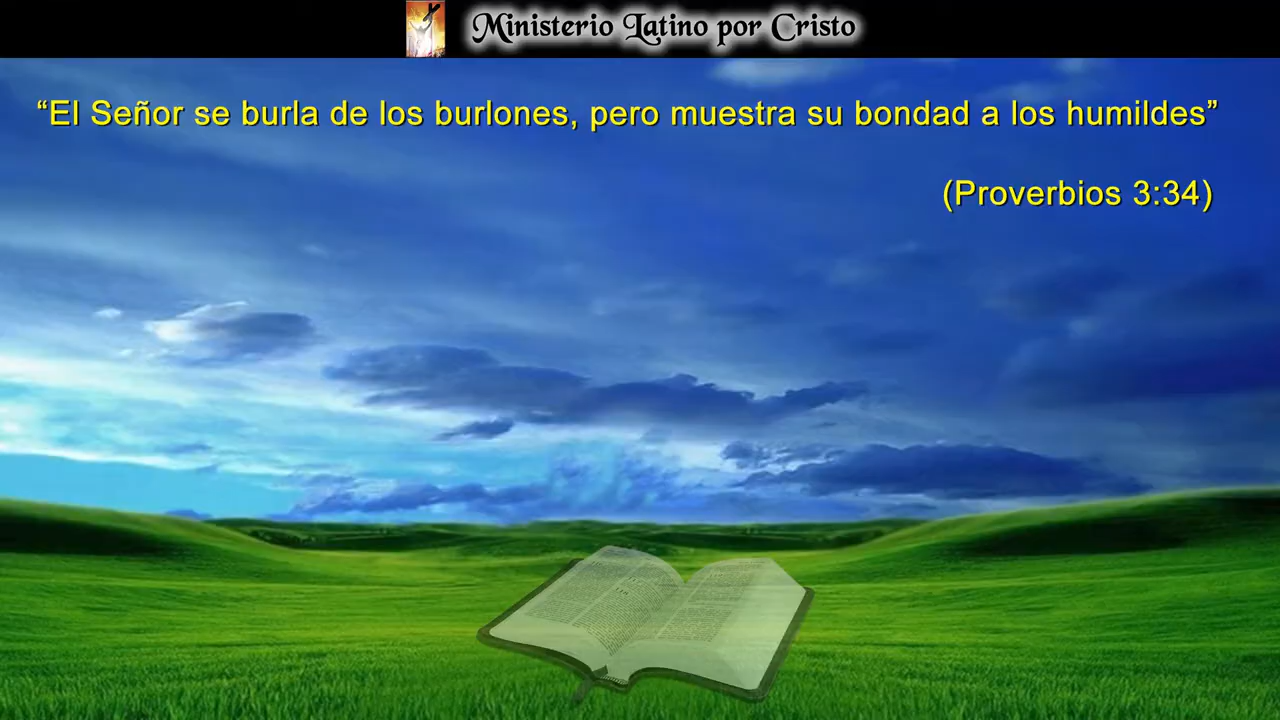 Ministerio Latino por Cristo
“El Señor se burla de los burlones, pero muestra su bondad a los humildes”
(Proverbios 3:34)